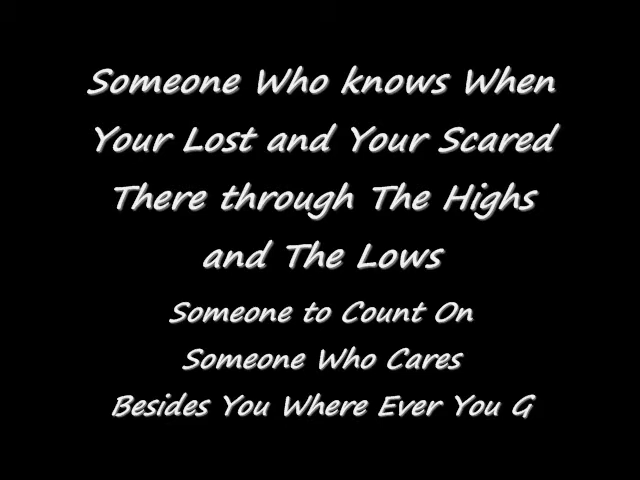 Someone Who knows When
Your Lost and Your Scared
There through The Highs
and The Lows
Someone to Count On
Someone Who Cares
Besides You Where Ever You G